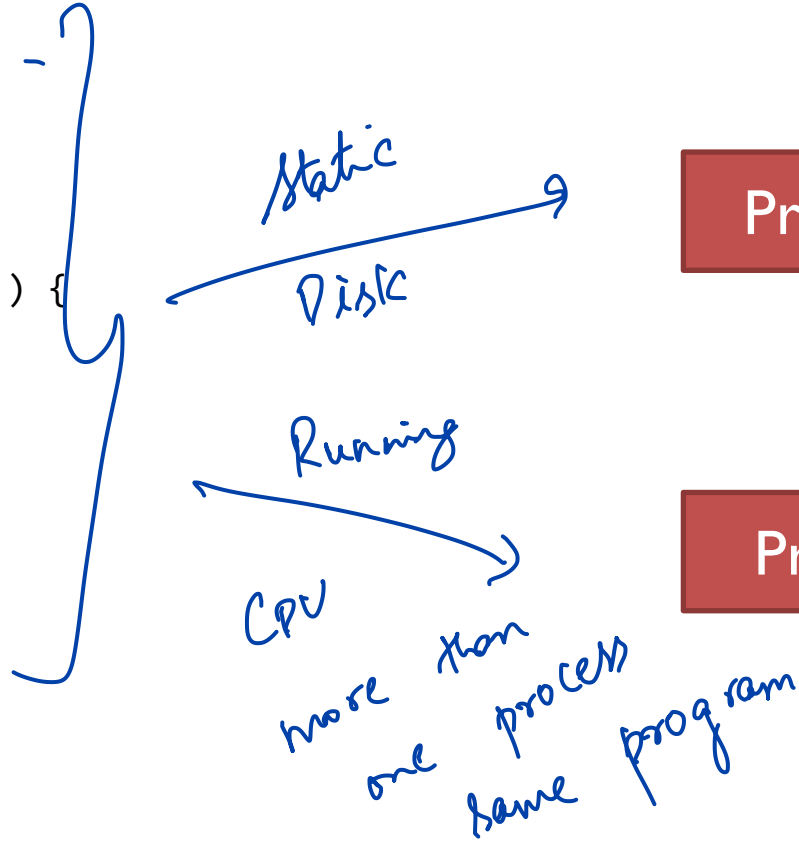 Static
Pr
) {
Disk
Running
Pr
CPU
more than
one process
same program